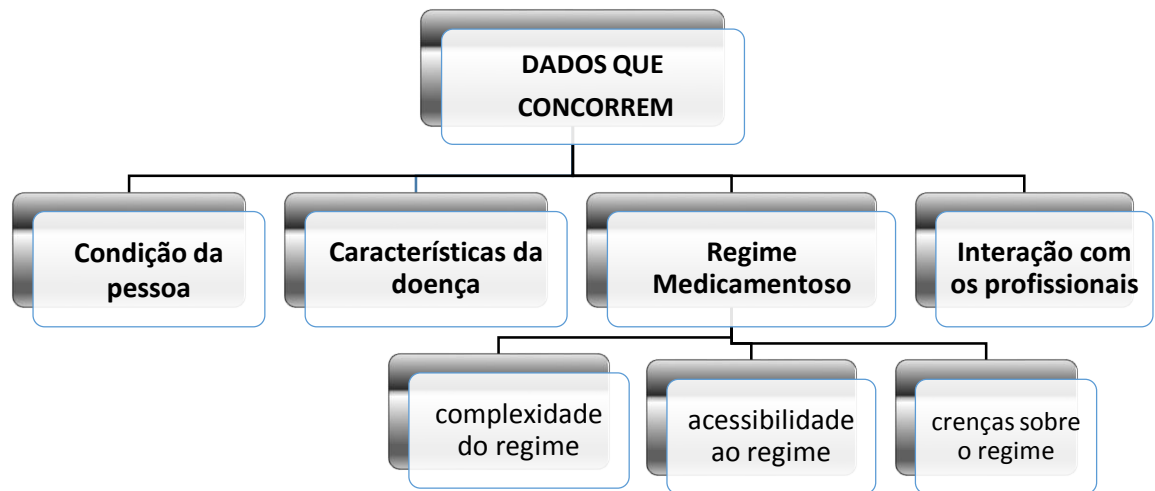 DADOS QUE
CONCORREM
Condição da
pessoa
Características da
doença
Regime
Medicamentoso
Interação com
os profissionais
complexidade
do regime
acessibilidade
ao regime
crenças sobre
o regime